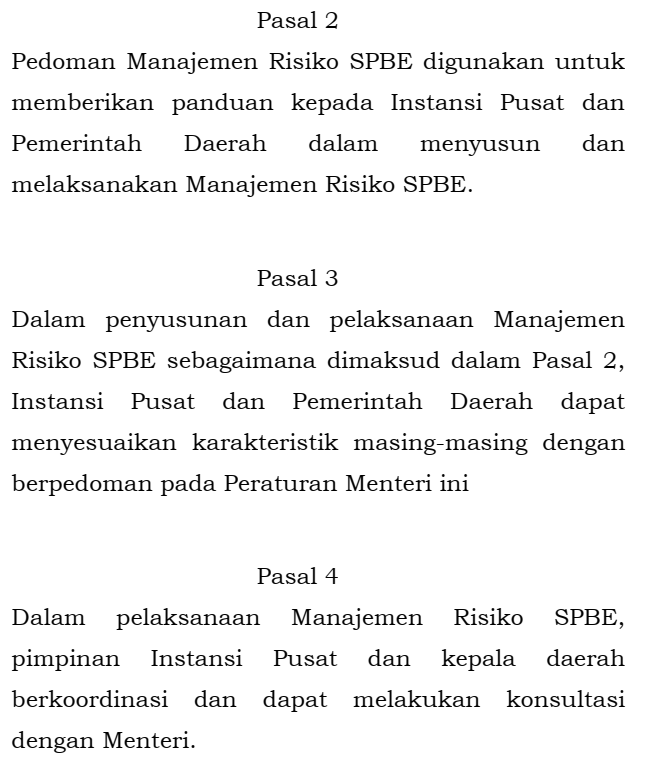 Pasal 2
Pedoman Manajemen Risiko SPBE digunakan untuk
memberikan panduan kepada Instansi Pusat dan
Pemerintah Daerah dalam menyusun dan
melaksanakan Manajemen Risiko SPBE.
Pasal 3
Dalam penyusunan dan pelaksanaan Manajemen
Risiko SPBE sebagaimana dimaksud dalam Pasal 2,
Instansi Pusat dan Pemerintah Daerah dapat
menyesuaikan karakteristik masing-masing dengan
berpedoman pada Peraturan Menteri ini
Pasal 4
Dalam pelaksanaan Manajemen Risiko SPBE,
pimpinan Instansi Pusat dan kepala daerah
berkoordinasi dan dapat melakukan konsultasi
dengan Menteri.